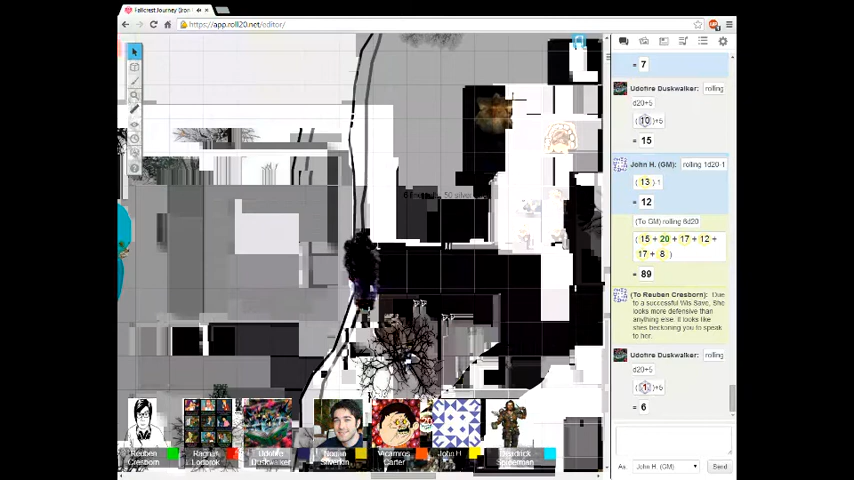 Fallcrest Journey (Iron
https://app.roll20.net/editor/
= 7
Udofire Duskwalker: rolling
d20+5
(10)+5
= 15
John H. (GM): rolling 1d20-1
(13)-1
= 12
(To GM) rolling 6d20
(15 + 20 + 17 + 12 +
17 + 8)
= 89
(To Reuben Cresborn): Due
to a successful Wis Save, She
looks more defensive than
anything else. It looks like
shes beckoning you to speak
to her.
Udofire Duskwalker: rolling
d20+5
(1)+5
= 6
50 silver
Reuben
Cresborn
Ragnar
Lodbrok
Udofire
Duskwalker
Silverkin
Vicamros
Carter
John H
As: John H. (GM)
Send